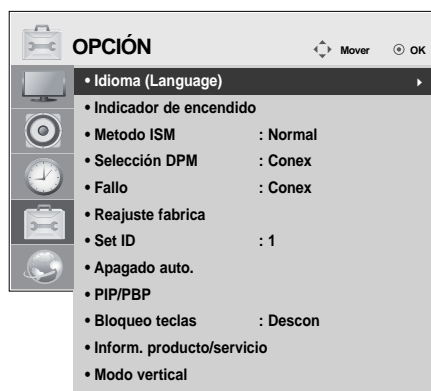 OPCIÓN Mover OK
• Idioma (Language)
• Indicador de encendido
• Metodo ISM : Normal
• Selección DPM : Conex
• Fallo : Conex
• Reajuste fabrica
• Set ID : 1
• Apagado auto.
• PIP/PBP
• Bloqueo teclas : Descon
• Inform. producto/servicio
• Modo vertical